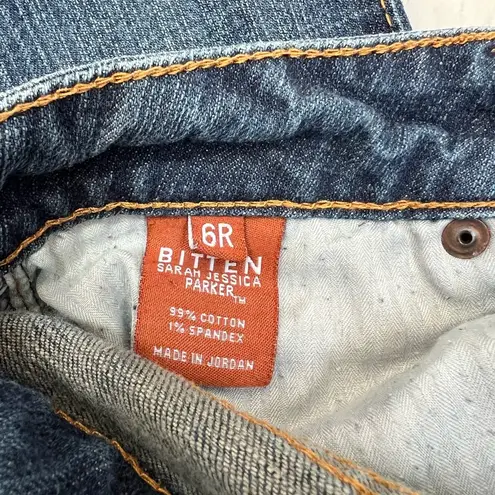 6R
BITTEN
SARAH JESSICA
PARKER™
99% COTTON
1% SPANDEX
MADE IN JORDAN